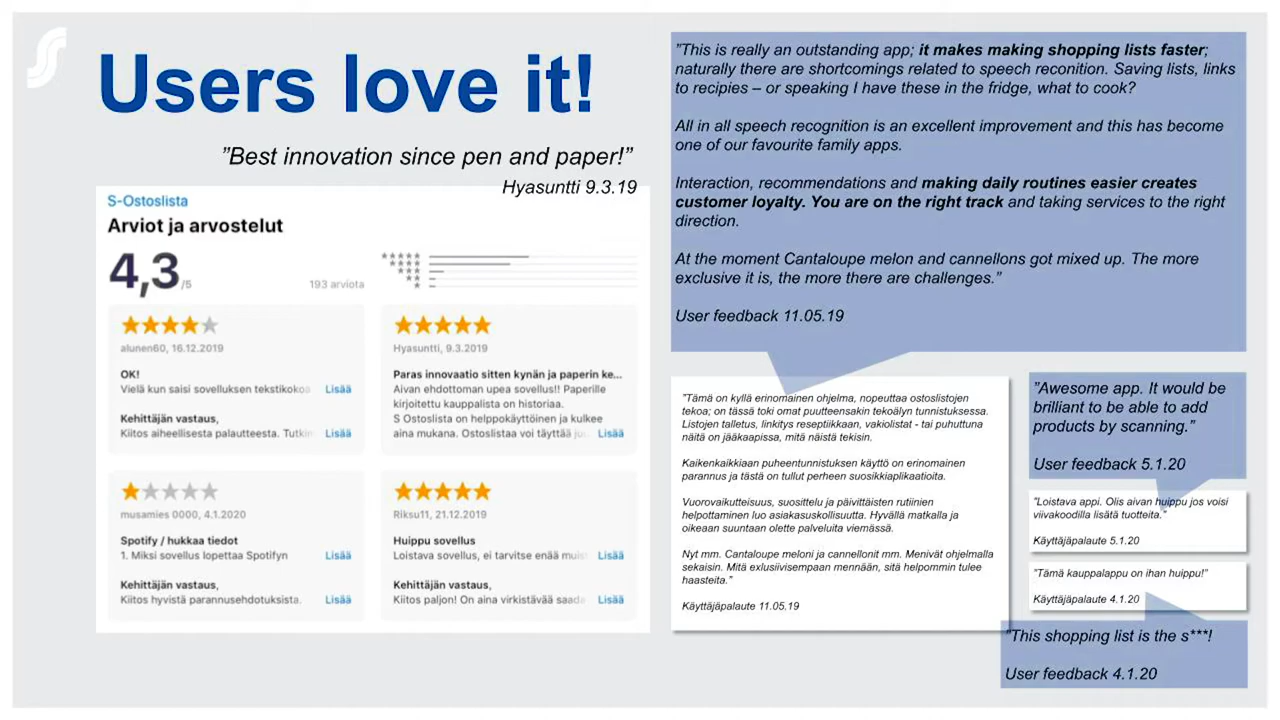 Users love it!
”Best innovation since pen and paper!”
Hyasuntti 9.3.19
S-Ostoslista
Arviot ja arvostelut
4,3/5
193 arviota
★★★★★
★★★★
★★★
★★
★
alunen60, 16.12.2019
OK!
Vielä kun saisi sovelluksen tekstikokoa Lisää
Kehittäjän vastaus,
Kiitos aiheellisesta palautteesta. Tutkin Lisää
Hyasuntti, 9.3.2019
Paras innovaatio sitten kynän ja paperin ke...
Aivan ehdottoman upea sovellus!! Paperille
kirjoitettu kauppalista on historiaa.
S Ostoslista on helppokäyttöinen ja kulkee
aina mukana. Ostoslistaa voi täyttää Lisää
musamies 0000, 4.1.2020
Spotify / hukkaa tiedot
1. Miksi sovellus lopettaa Spotifyn Lisää
Kehittäjän vastaus,
Kiitos hyvistä parannusehdotuksista. Lisää
Riksu11, 21.12.2019
Huippu sovellus
Loistava sovellus, ei tarvitse enää muist Lisää
Kehittäjän vastaus,
Kiitos paljon! On aina virkistävää saada Lisää
”This is really an outstanding app; it makes making shopping lists faster;
naturally there are shortcomings related to speech reconition. Saving lists, links
to recipies – or speaking I have these in the fridge, what to cook?
All in all speech recognition is an excellent improvement and this has become
one of our favourite family apps.
Interaction, recommendations and making daily routines easier creates
customer loyalty. You are on the right track and taking services to the right
direction.
At the moment Cantaloupe melon and cannellons got mixed up. The more
exclusive it is, the more there are challenges.”
User feedback 11.05.19
”Tämä on kyllä erinomainen ohjelma, nopeuttaa ostoslistojen
tekoa; on tässä toki omat puutteensakin tekoälyn tunnistuksessa.
Listojen talletus, linkitys reseptiikkaan, vakiolistat - tai puhuttuna
näitä on jääkaapissa, mitä näistä tekisin.
Kaikenkaikkiaan puheentunnistuksen käyttö on erinomainen
parannus ja tästä on tullut perheen suosikkiaplikaatioita.
Vuorovaikutteisuus, suosittelu ja päivittäisten rutiinien
helpottaminen luo asiakasuskollisuutta. Hyvällä matkalla ja
oikeaan suuntaan olette palveluita viemässä.
Nyt mm. Cantaloupe meloni ja cannellonit mm. Menivät ohjelmalla
sekaisin. Mitä exlusiivisempaan mennään, sitä helpommin tulee
haasteita.”
Käyttäjäpalaute 11.05.19
”Awesome app. It would be
brilliant to be able to add
products by scanning.”
User feedback 5.1.20
”Loistava appi. Olis aivan huippu jos voisi
viivakoodilla lisätä tuotteita.”
Käyttäjäpalaute 5.1.20
”Tämä kauppalappu on ihan huippu!”
Käyttäjäpalaute 4.1.20
”This shopping list is the s***!
User feedback 4.1.20